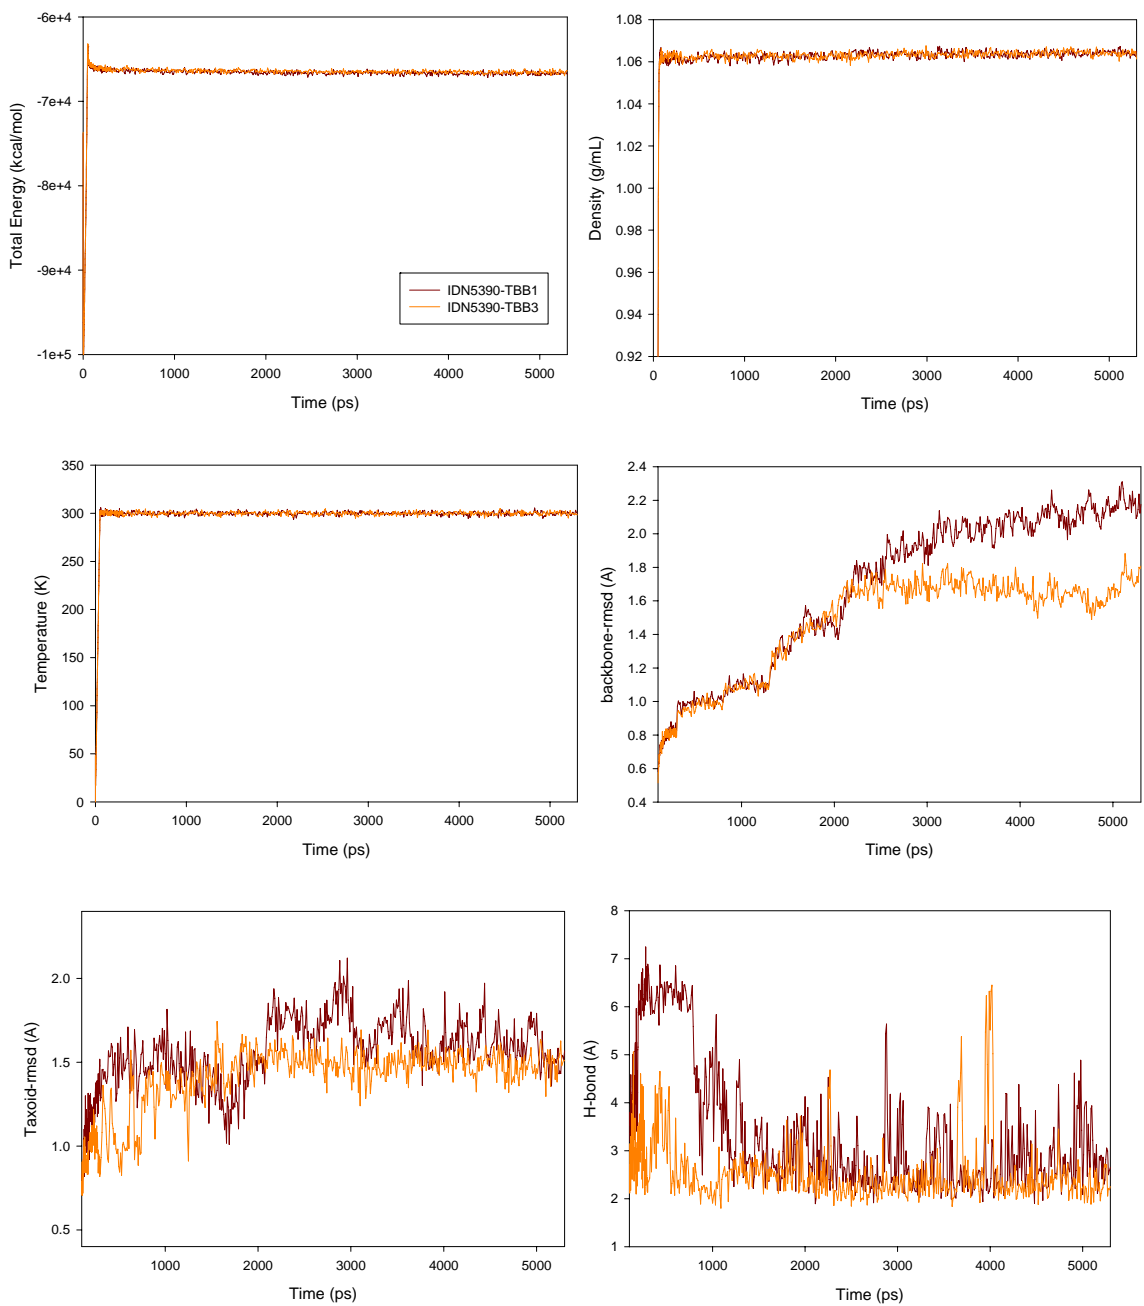 -6e+4
-7e+4
-8e+4
-9e+4
-1e+5
Total Energy (kcal/mol)
IDN5390-TBB1
IDN5390-TBB3
0 1000 2000 3000 4000 5000
Time (ps)
1.08
1.06
1.04
1.02
1.00
0.98
0.96
0.94
0.92
Density (g/mL)
0 1000 2000 3000 4000 5000
Time (ps)
350
300
250
200
150
100
50
0
Temperature (K)
0 1000 2000 3000 4000 5000
Time (ps)
2.4
2.2
2.0
1.8
1.6
1.4
1.2
1.0
0.8
0.6
0.4
backbone-rmsd (A)
1000 2000 3000 4000 5000
Time (ps)
2.0
1.5
1.0
0.5
Taxoid-rmsd (A)
1000 2000 3000 4000 5000
Time (ps)
8
7
6
5
4
3
2
1
H-bond (A)
1000 2000 3000 4000 5000
Time (ps)